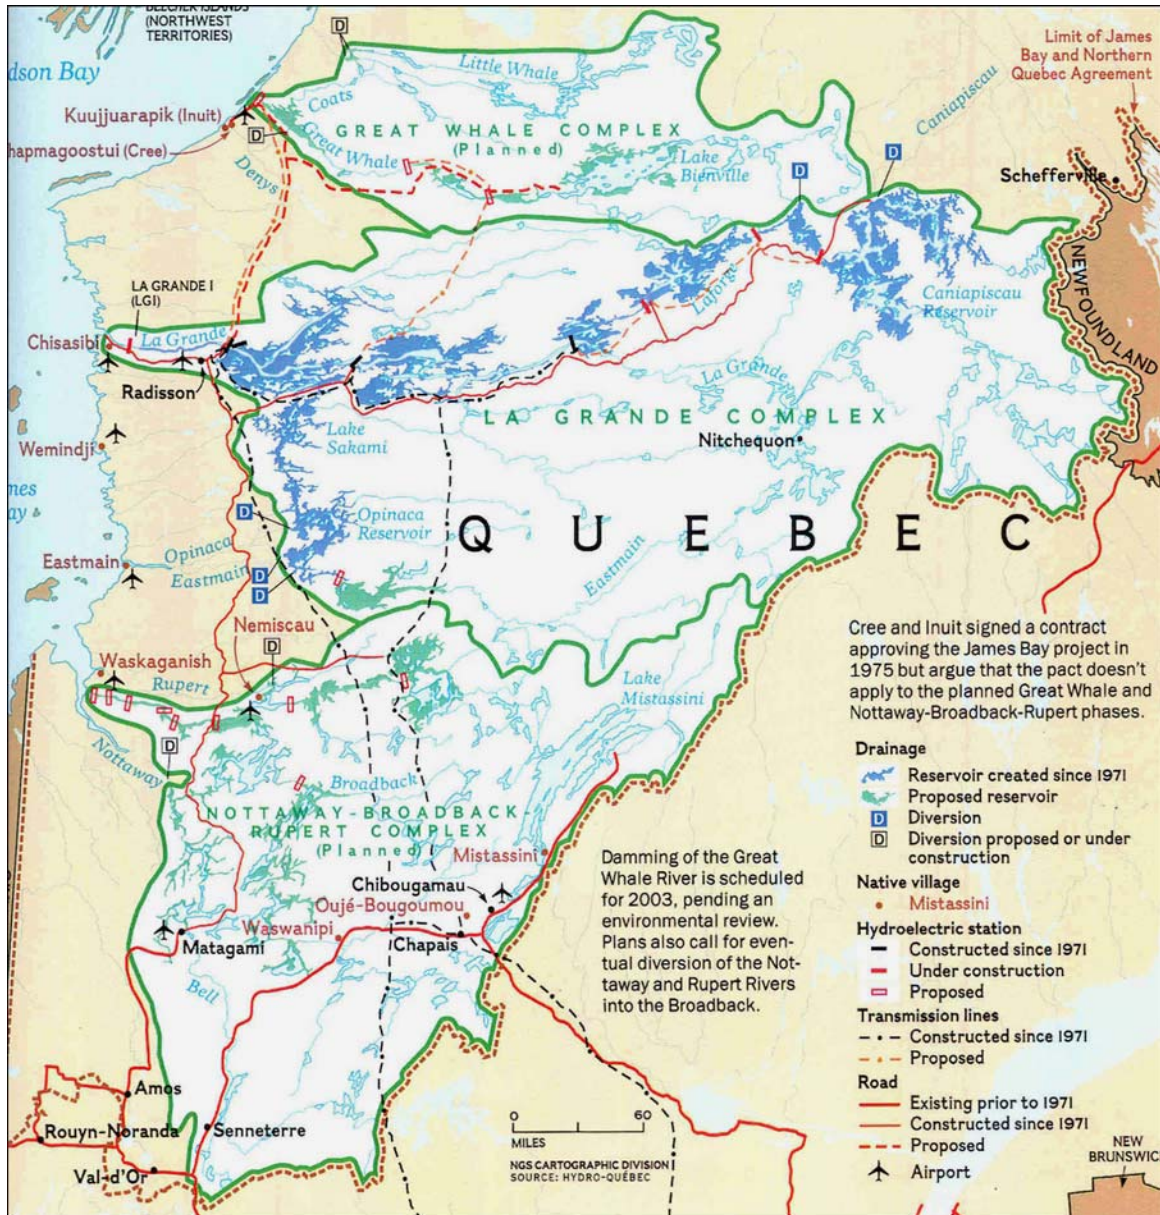 BELCHER ISLANDS
(NORTHWEST
TERRITORIES)
dson Bay
D
Little Whale
Limit of James
Bay and Northern
Quebec Agreement
Caniapiscau
Coats
Kuujjuarapik (Inuit)
D
GREAT WHALE COMPLEX
(Planned)
hapmagoostui (Cree)
Great Whale
Lake
Bienville
D
D
Denys
Schefferville
NEWFOUNDLAND
LA GRANDE I
(LG1)
Laforge
Caniapiscau
Reservoir
Chisasibi
La Grande
Radisson
La Grande
LA GRANDE COMPLEX
Lake
Sakami
Nitchequon
Wemindji
mes
ay
D
Opinaca
Reservoir
QUEBEC
Opinaca
Eastmain
Eastmain
Eastmain
D
D
Nemiscau
D
Cree and Inuit signed a contract
approving the James Bay project in
1975 but argue that the pact doesn't
apply to the planned Great Whale and
Nottaway-Broadback-Rupert phases.
Waskaganish
Rupert
Lake
Mistassini
Nottaway
D
Broadback
NOTTAWAY-BROADBACK-
RUPERT COMPLEX
(Planned)
Drainage
Reservoir created since 1971
Proposed reservoir
D Diversion
D Diversion proposed or under
construction
Native village
Mistassini
Hydroelectric station
Constructed since 1971
Under construction
Proposed
Transmission lines
Constructed since 1971
Proposed
Road
Existing prior to 1971
Constructed since 1971
Proposed
Airport
Mistassini
Damming of the Great
Whale River is scheduled
for 2003, pending an
environmental review.
Plans also call for even-
tual diversion of the Not-
taway and Rupert Rivers
into the Broadback.
Chibougamau
Oujé-Bougoumou
Waswanipi
Chapais
Matagami
Bell
Amos
Rouyn-Noranda
Senneterre
Val-d'Or
0 60
MILES
NGS CARTOGRAPHIC DIVISION
SOURCE: HYDRO-QUÉBEC
NEW
BRUNSWIC